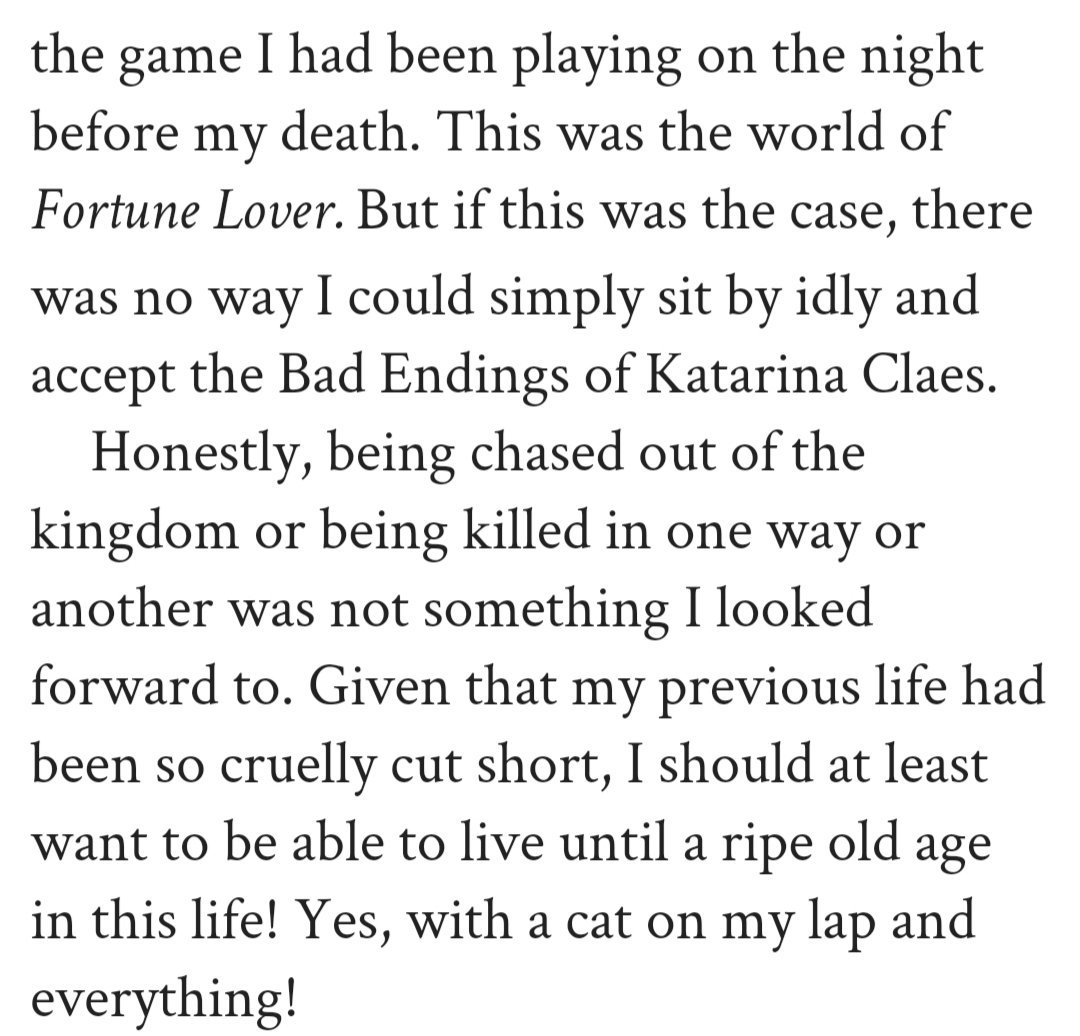 the game I had been playing on the night
before my death. This was the world of
Fortune Lover. But if this was the case, there
was no way I could simply sit by idly and
accept the Bad Endings of Katarina Claes.
Honestly, being chased out of the
kingdom or being killed in one way or
another was not something I looked
forward to. Given that my previous life had
been so cruelly cut short, I should at least
want to be able to live until a ripe old age
in this life! Yes, with a cat on my lap and
everything!